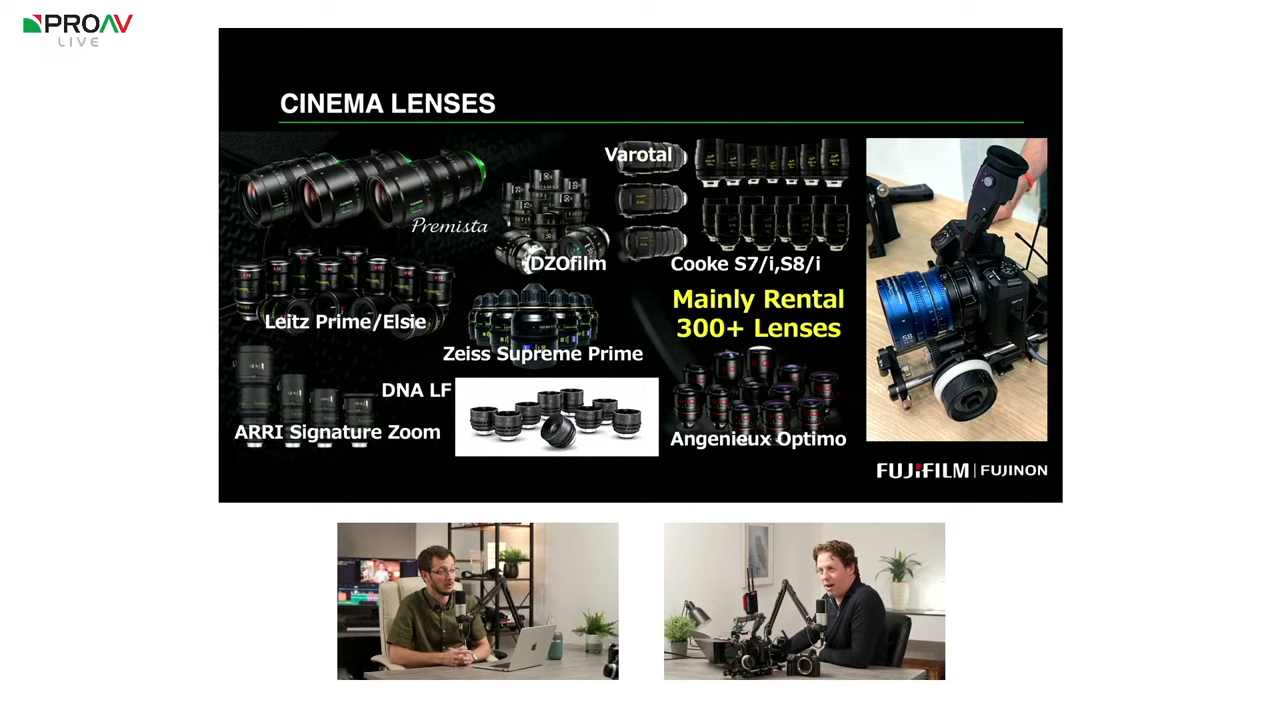 PROAV
LIVE
CINEMA LENSES
Varotal
Premista
DZOfilm
Cooke S7/i,S8/i
Mainly Rental
300+ Lenses
Leitz Prime/Elsie
Zeiss Supreme Prime
DNA LF
ARRI Signature Zoom
Angenieux Optimo
58
FUJIFILM | FUJINON